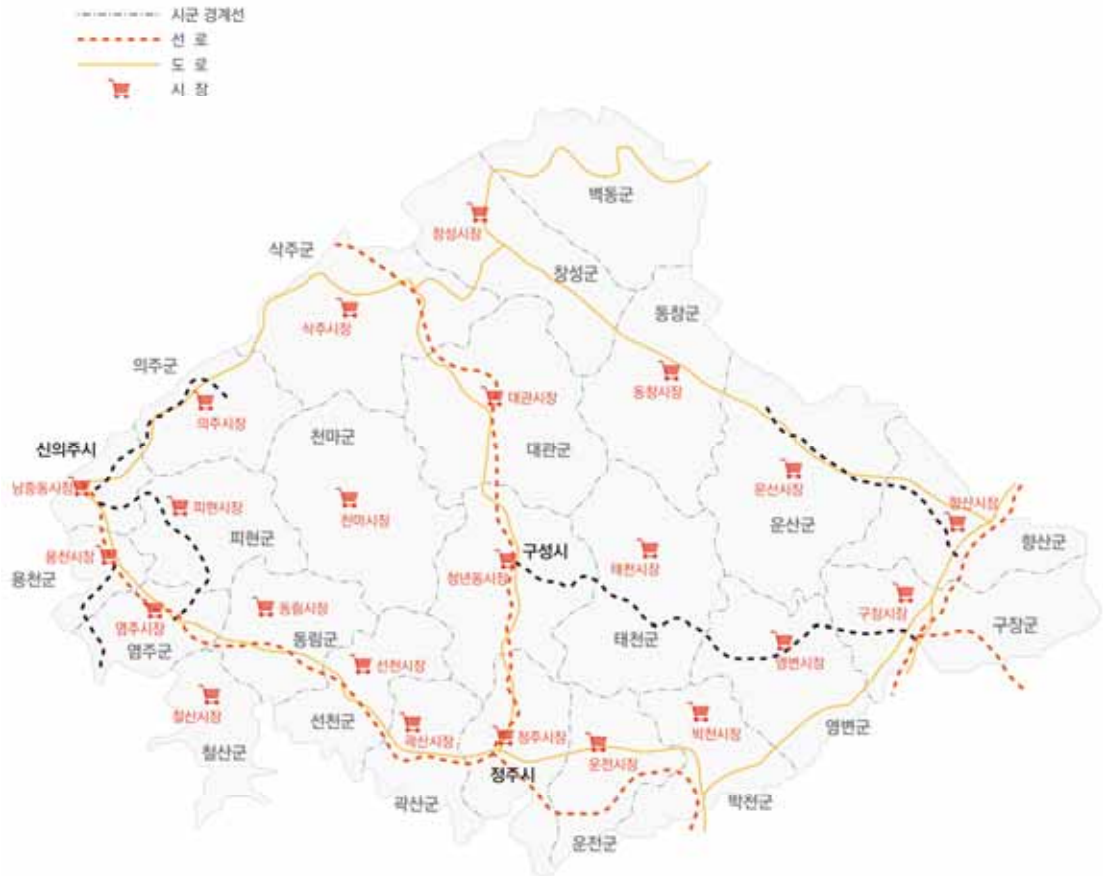 시군 경계선
선 로
도 로
시 장
벽동군
창성시장
삭주군
창성군
동창군
삭주시장
의주군
동창시장
대관시장
의주시장
천마군
대관군
신의주시
남중동시장
운산시장
피현시장
천마시장
향산시장
운산군
피현군
향산군
구성시
태천시장
용천시장
청년동시장
용천군
구장시장
동림시장
염주시장
구장군
동림군
태천군
염주군
영변시장
선천시장
철산시장
선천군
박천시장
영변군
곽산시장
정주시장
철산군
운전시장
정주시
곽산군
박천군
운전군